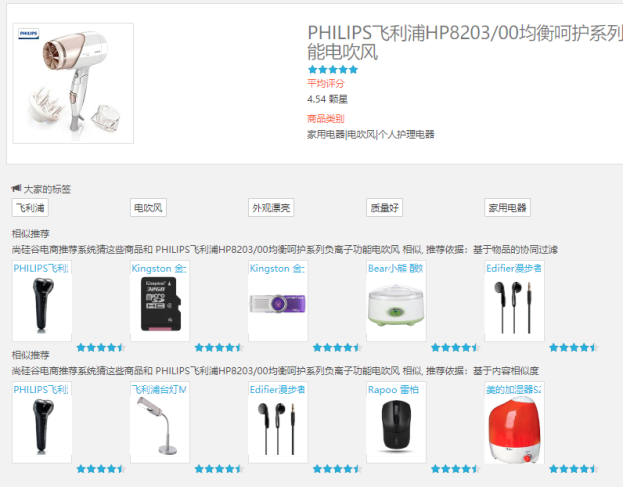 PHILIPS
PHILIPS飞利浦HP8203/00均衡呵护系列
能电吹风
平均评分
4.54 颗星
商品类别
家用电器|电吹风|个人护理电器
大家的标签
飞利浦 电吹风 外观漂亮 质量好 家用电器
相似推荐
尚硅谷电商推荐系统猜这些商品和 PHILIPS飞利浦HP8203/00均衡呵护系列负离子功能电吹风 相似, 推荐依据：基于物品的协同过滤
PHILIPS飞利 Kingston 金 Kingston 金 Bear小熊 酸 Edifier漫步者
Kingston
32GB
micro
相似推荐
尚硅谷电商推荐系统猜这些商品和 PHILIPS飞利浦HP8203/00均衡呵护系列负离子功能电吹风 相似, 推荐依据：基于内容相似度
PHILIPS飞利 飞利浦台灯M Edifier漫步者 Rapoo 雷柏 美的加湿器S